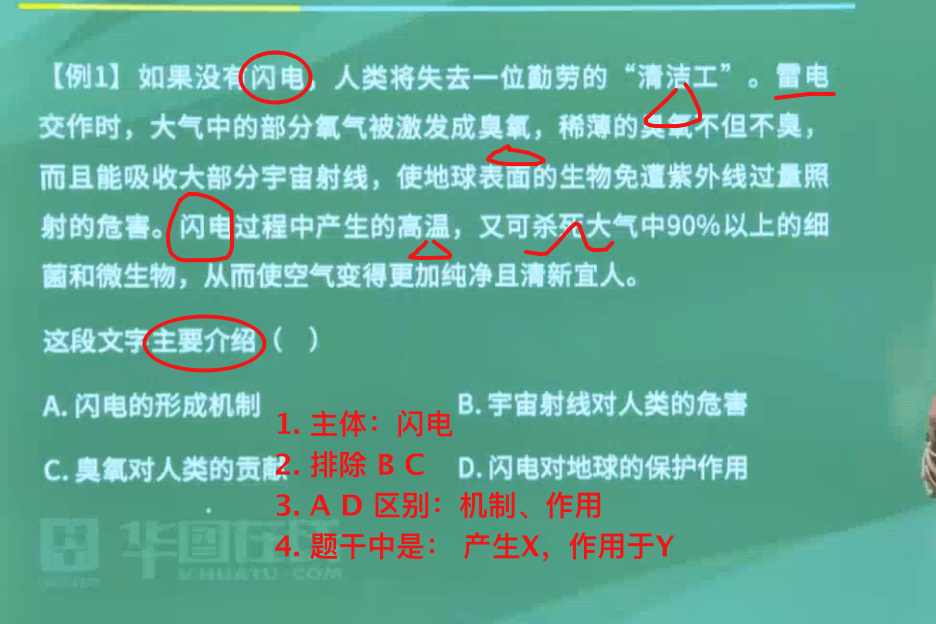 【例1】如果没有闪电，人类将失去一位勤劳的“清洁工”。雷电
交作时，大气中的部分氧气被激发成臭氧，稀薄的臭氧不但不臭，
而且能吸收大部分宇宙射线，使地球表面的生物免遭紫外线过量照
射的危害。闪电过程中产生的高温，又可杀死大气中90%以上的细
菌和微生物，从而使空气变得更加纯净且清新宜人。
这段文字主要介绍（ ）
A. 闪电的形成机制
B. 宇宙射线对人类的危害
C. 臭氧对人类的贡献
D. 闪电对地球的保护作用
1. 主体：闪电
2. 排除 B C
3. A D 区别：机制、作用
4. 题干中是： 产生X，作用于Y
华图在线
V.HUATU.COM